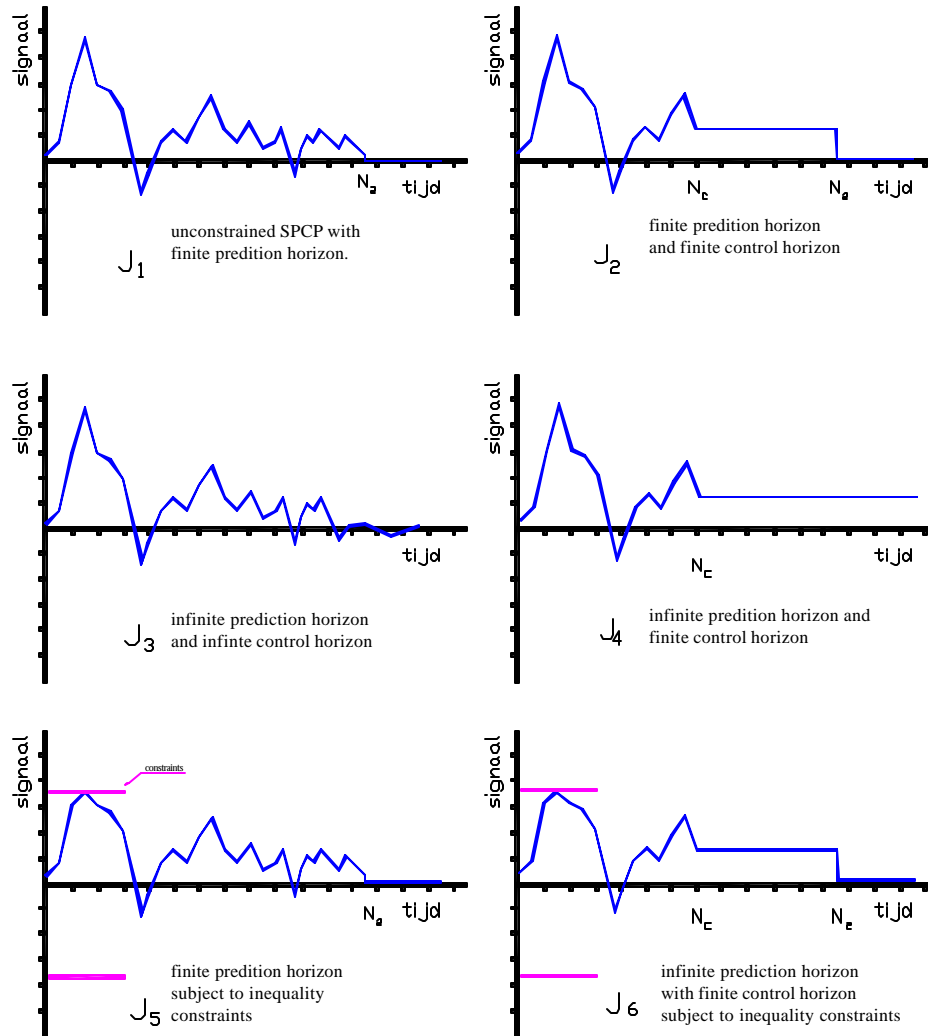 signaal
N₂
tijd
J₁
unconstrained SPCP with
finite predition horizon.
signaal
N_c
N₂
tijd
J₂
finite predition horizon
and finite control horizon
signaal
tijd
J₃
infinite prediction horizon
and infinte control horizon
signaal
tijd
N_c
J₄
infinite predition horizon and
finite control horizon
signaal
constraints
N₂
tijd
J₅
finite predition horizon
subject to inequality
constraints
signaal
N_c
N₂
tijd
J₆
infinite prediction horizon
with finite control horizon
subject to inequality constraints